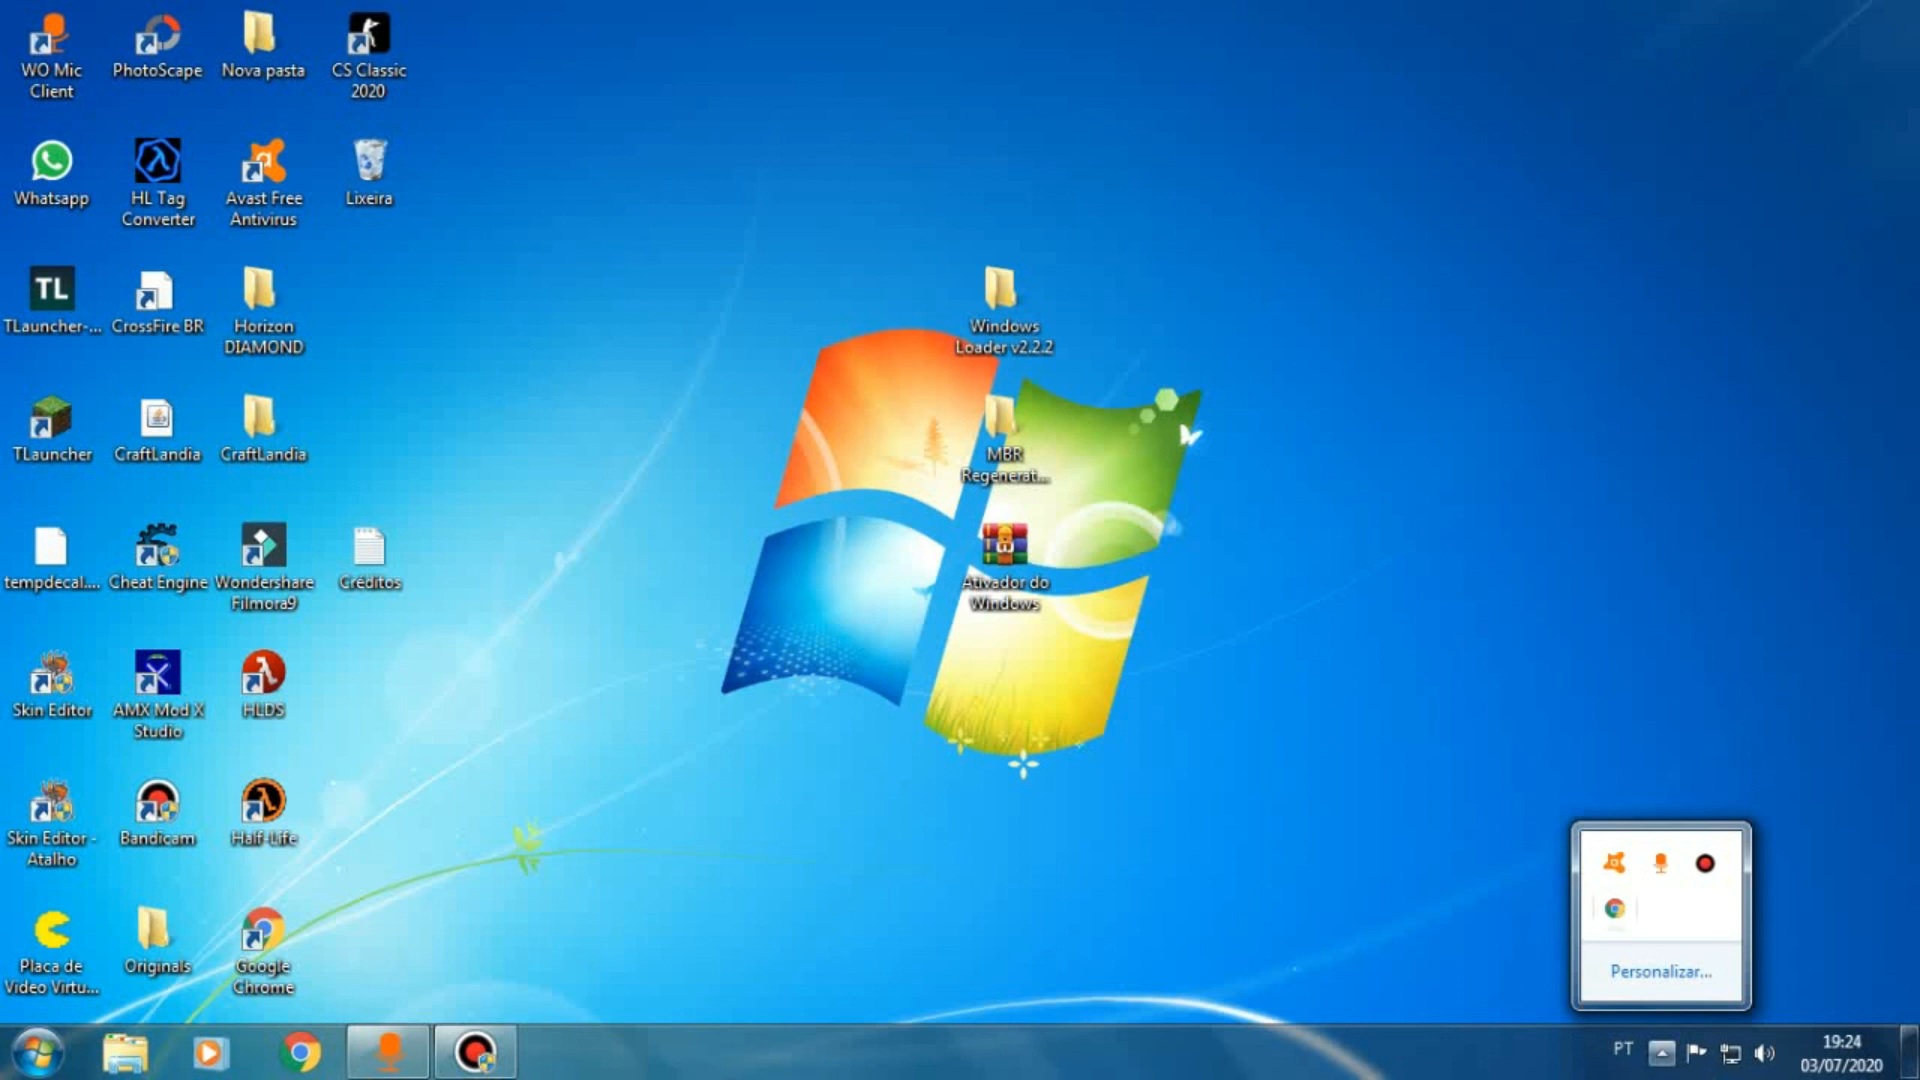 WO Mic
Client
PhotoScape
Nova pasta
CS Classic
2020
Whatsapp
HL Tag
Converter
Avast Free
Antivirus
Lixeira
TL
TLauncher-...
CrossFire BR
Horizon
DIAMOND
Windows
Loader v2.2.2
TLauncher
CraftLandia
CraftLandia
MBR
Regenerat...
tempdecal....
Cheat Engine
Wondershare
Filmora9
Créditos
Ativador do
Windows
Skin Editor
AMX Mod X
Studio
HLDS
Skin Editor -
Atalho
Bandicam
Half-Life
Placa de
Video Virtu...
Originals
Google
Chrome
Personalizar...
PT
19:24
03/07/2020